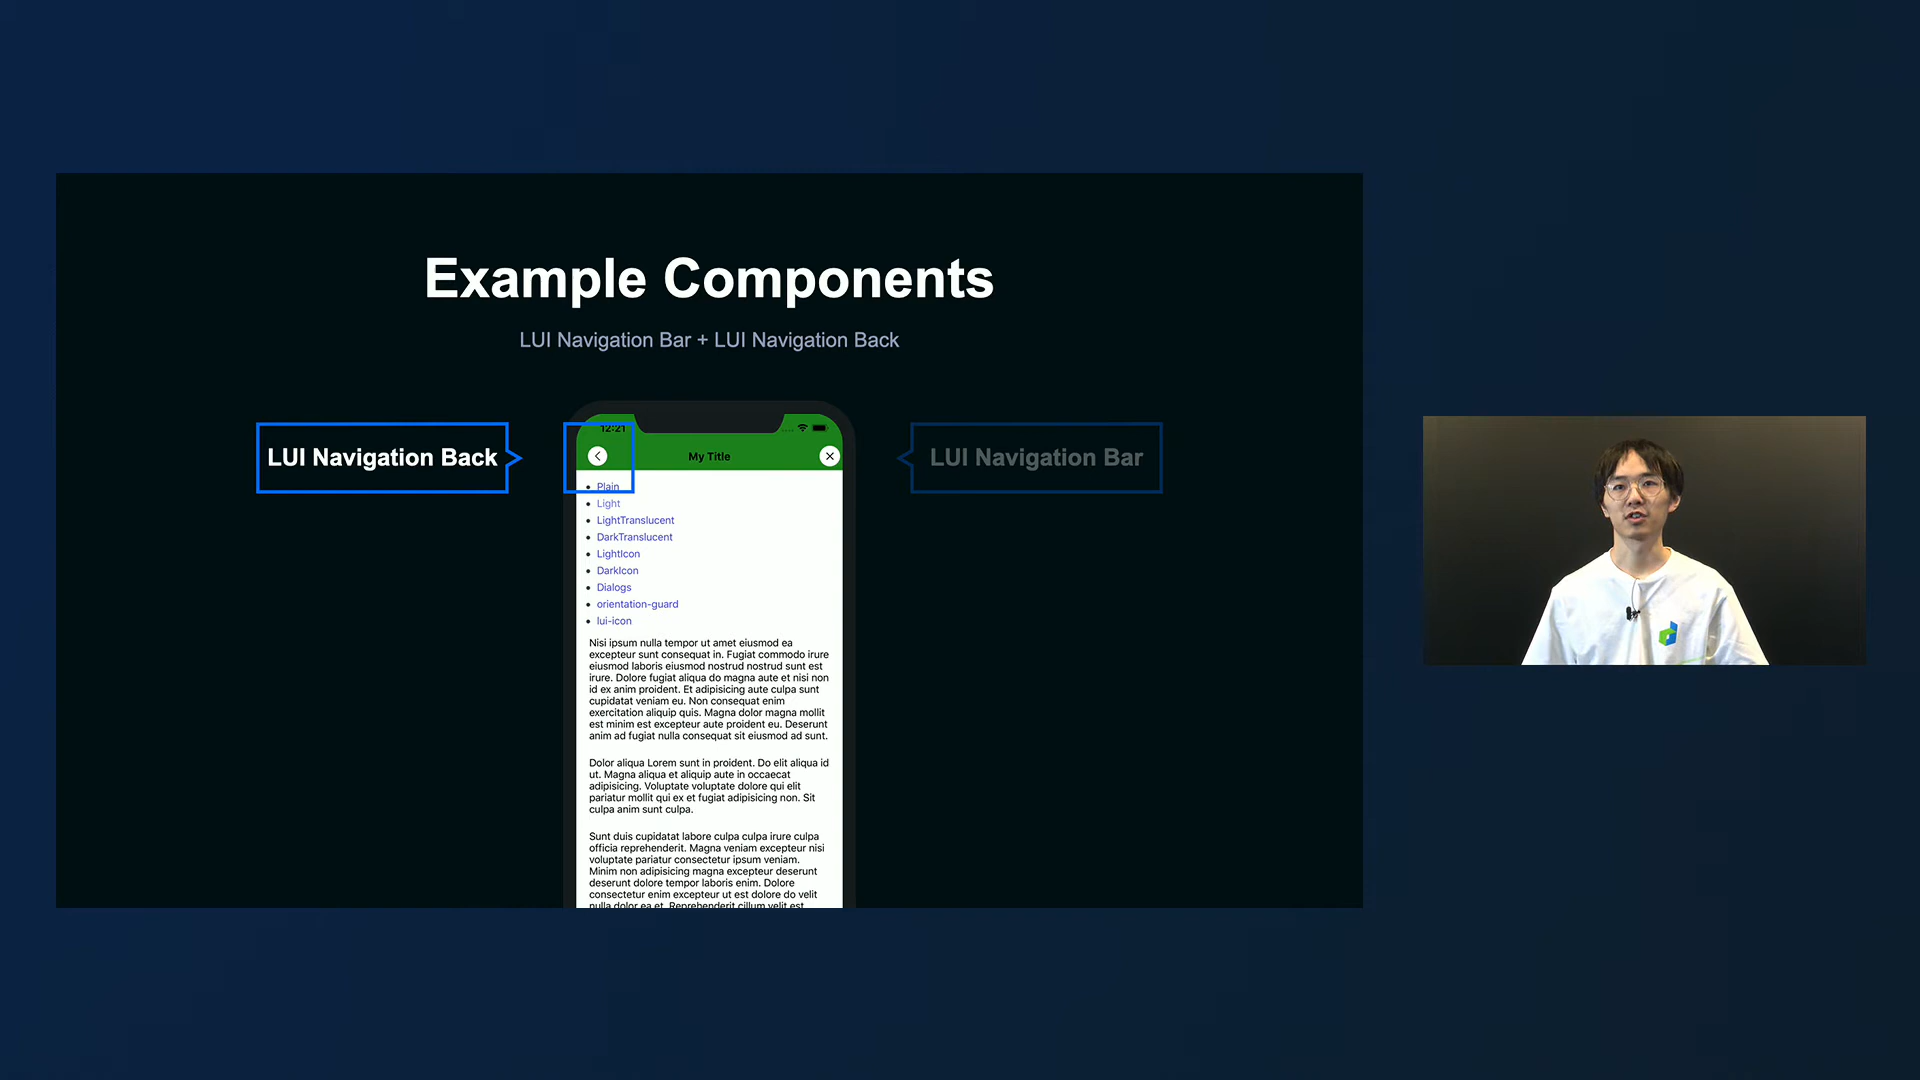 Example Components
LUI Navigation Bar + LUI Navigation Back
LUI Navigation Back
12:21
My Title
LUI Navigation Bar
Plain
Light
LightTranslucent
DarkTranslucent
LightIcon
DarkIcon
Dialogs
orientation-guard
lui-icon
Nisi ipsum nulla tempor ut amet eiusmod ea
excepteur sunt consequat in. Fugiat commodo irure
eiusmod laboris eiusmod nostrud nostrud sunt est
irure. Dolore fugiat aliqua do magna aute et nisi non
id ex anim proident. Et adipisicing aute culpa sunt
cupidatat veniam eu. Non consequat enim
exercitation aliquip quis. Magna dolor magna mollit
est minim est excepteur aute proident eu. Deserunt
anim ad fugiat nulla consequat sit eiusmod ad sunt.
Dolor aliqua Lorem sunt in proident. Do elit aliqua id
ut. Magna aliqua et aliquip aute in occaecat
adipisicing. Voluptate voluptate dolore qui elit
pariatur mollit qui ex et fugiat adipisicing non. Sit
culpa anim sunt culpa.
Sunt duis cupidatat labore culpa culpa irure culpa
officia reprehenderit. Magna veniam excepteur nisi
voluptate pariatur consectetur ipsum veniam.
Minim non adipisicing magna excepteur deserunt
deserunt dolore tempor laboris enim. Dolore
consectetur enim excepteur ut est dolore do velit
nulla dolor ea et. Reprehenderit cillum velit est